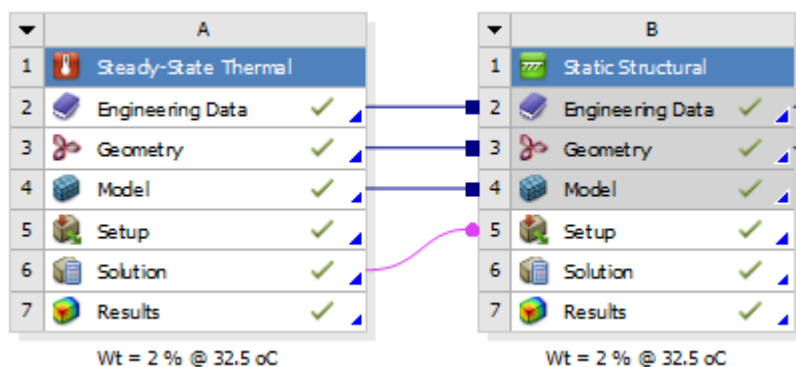 A
1 Steady-State Thermal
2 Engineering Data
3 Geometry
4 Model
5 Setup
6 Solution
7 Results
Wt = 2 % @ 32.5 oC
B
1 Static Structural
2 Engineering Data
3 Geometry
4 Model
5 Setup
6 Solution
7 Results
Wt = 2 % @ 32.5 oC